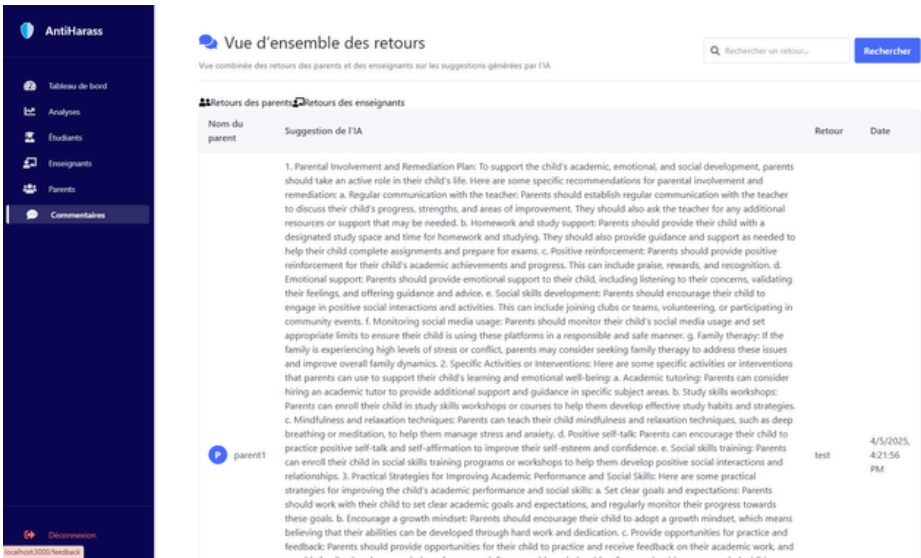 AntiHarass
Tableau de bord
Analyses
Étudiants
Enseignants
Parents
Commentaires
Déconnexion
localhost:3000/feedback
Vue d'ensemble des retours
Vue combinée des retours des parents et des enseignants sur les suggestions générées par l'IA
Rechercher un retour...
Rechercher
Retours des parents Retours des enseignants
Nom du parent
Suggestion de l'IA
Retour
Date
parent1
1. Parental Involvement and Remediation Plan: To support the child's academic, emotional, and social development, parents
should take an active role in their child's life. Here are some specific recommendations for parental involvement and
remediation: a. Regular communication with the teacher: Parents should establish regular communication with the teacher
to discuss their child's progress, strengths, and areas of improvement. They should also ask the teacher for any additional
resources or support that may be needed. b. Homework and study support: Parents should provide their child with a
designated study space and time for homework and studying. They should also provide guidance and support as needed to
help their child complete assignments and prepare for exams. c. Positive reinforcement: Parents should provide positive
reinforcement for their child's academic achievements and progress. This can include praise, rewards, and recognition. d.
Emotional support: Parents should provide emotional support to their child, including listening to their concerns, validating
their feelings, and offering guidance and advice. e. Social skills development: Parents should encourage their child to
engage in positive social interactions and activities. This can include joining clubs or teams, volunteering, or participating in
community events. f. Monitoring social media usage: Parents should monitor their child's social media usage and set
appropriate limits to ensure their child is using these platforms in a responsible and safe manner. g. Family therapy: If the
family is experiencing high levels of stress or conflict, parents may consider seeking family therapy to address these issues
and improve overall family dynamics. 2. Specific Activities or Interventions: Here are some specific activities or interventions
that parents can use to support their child's learning and emotional well-being: a. Academic tutoring: Parents can consider
hiring an academic tutor to provide additional support and guidance in specific subject areas. b. Study skills workshops:
Parents can enroll their child in study skills workshops or courses to help them develop effective study habits and strategies.
c. Mindfulness and relaxation techniques: Parents can teach their child mindfulness and relaxation techniques, such as deep
breathing or meditation, to help them manage stress and anxiety. d. Positive self-talk: Parents can encourage their child to
practice positive self-talk and self-affirmation to improve their self-esteem and confidence. e. Social skills training: Parents
can enroll their child in social skills training programs or workshops to help them develop positive social interactions and
relationships. 3. Practical Strategies for Improving Academic Performance and Social Skills: Here are some practical
strategies for improving the child's academic performance and social skills: a. Set clear goals and expectations: Parents
should work with their child to set clear academic goals and expectations, and regularly monitor their progress towards
these goals. b. Encourage a growth mindset: Parents should encourage their child to adopt a growth mindset, which means
believing that their abilities can be developed through hard work and dedication. c. Provide opportunities for practice and
feedback: Parents should provide opportunities for their child to practice and receive feedback on their academic work, and
P
test
4/5/2025,
4:21:56
PM